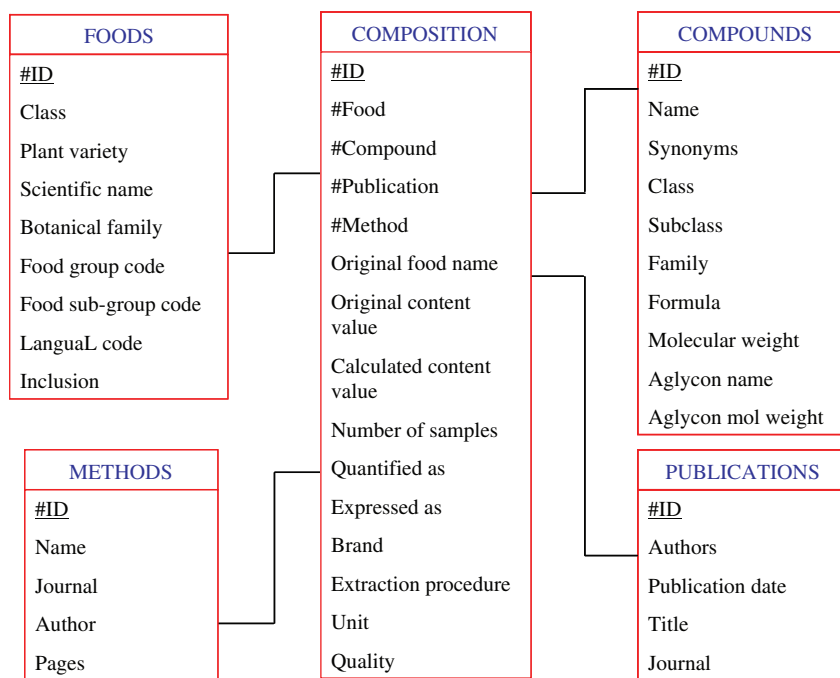 FOODS
#ID
Class
Plant variety
Scientific name
Botanical family
Food group code
Food sub-group code
LanguaL code
Inclusion
METHODS
#ID
Name
Journal
Author
Pages
COMPOSITION
#ID
#Food
#Compound
#Publication
#Method
Original food name
Original content
value
Calculated content
value
Number of samples
Quantified as
Expressed as
Brand
Extraction procedure
Unit
Quality
COMPOUNDS
#ID
Name
Synonyms
Class
Subclass
Family
Formula
Molecular weight
Aglycon name
Aglycon mol weight
PUBLICATIONS
#ID
Authors
Publication date
Title
Journal